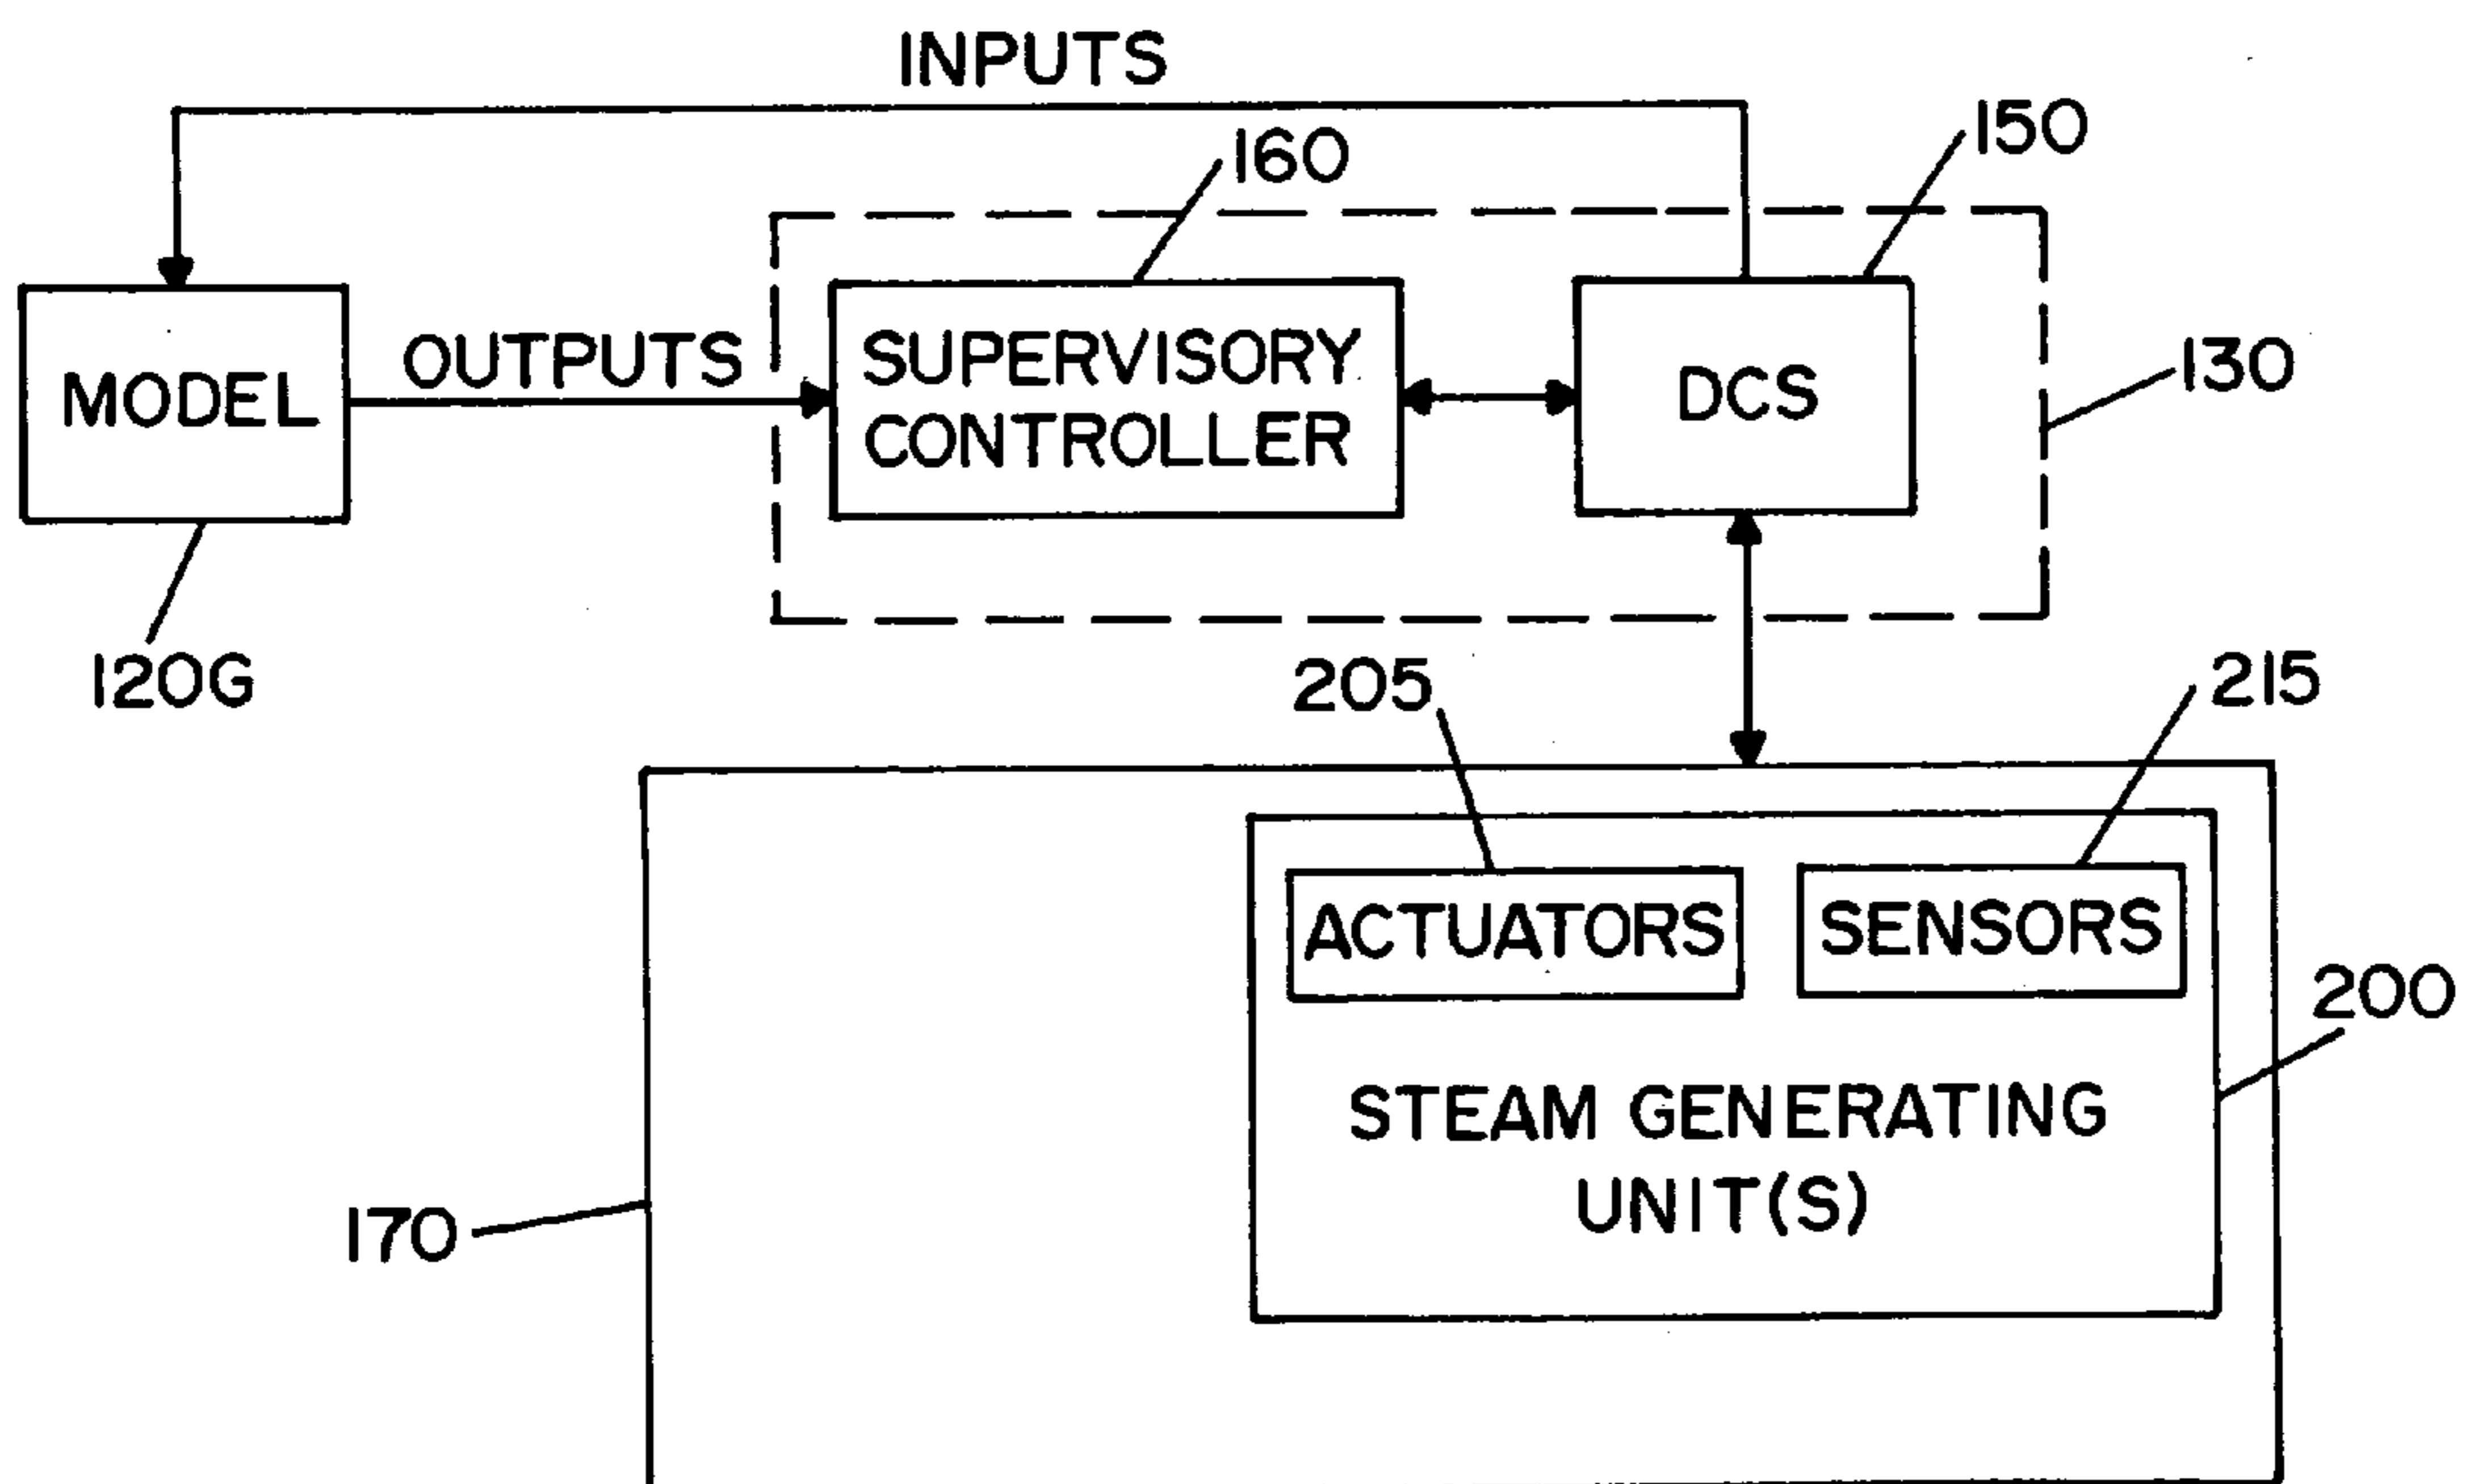 INPUTS
160
150
MODEL
OUTPUTS
SUPERVISORY
CONTROLLER
DCS
130
120G
205
215
ACTUATORS
SENSORS
200
STEAM GENERATING
UNIT(S)
170